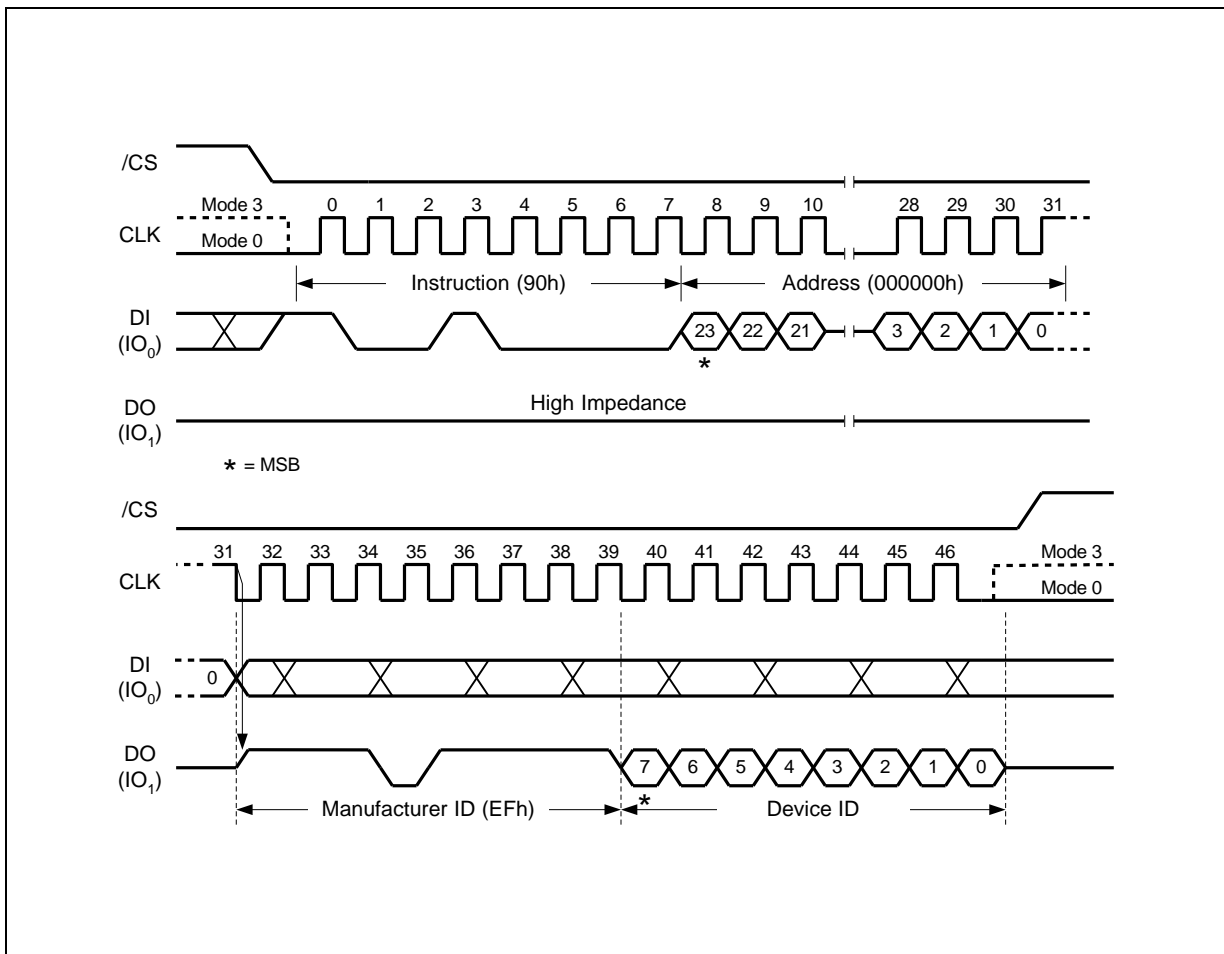 /CS
Mode 3
0 1 2 3 4 5 6 7 8 9 10 28 29 30 31
CLK
Mode 0
Instruction (90h)
Address (000000h)
DI
(IO0)
23 22 21 3 2 1 0
*
DO
(IO1)
High Impedance
* = MSB
/CS
31 32 33 34 35 36 37 38 39 40 41 42 43 44 45 46
Mode 3
CLK
Mode 0
DI
(IO0)
0
DO
(IO1)
7 6 5 4 3 2 1 0
*
Manufacturer ID (EFh)
Device ID